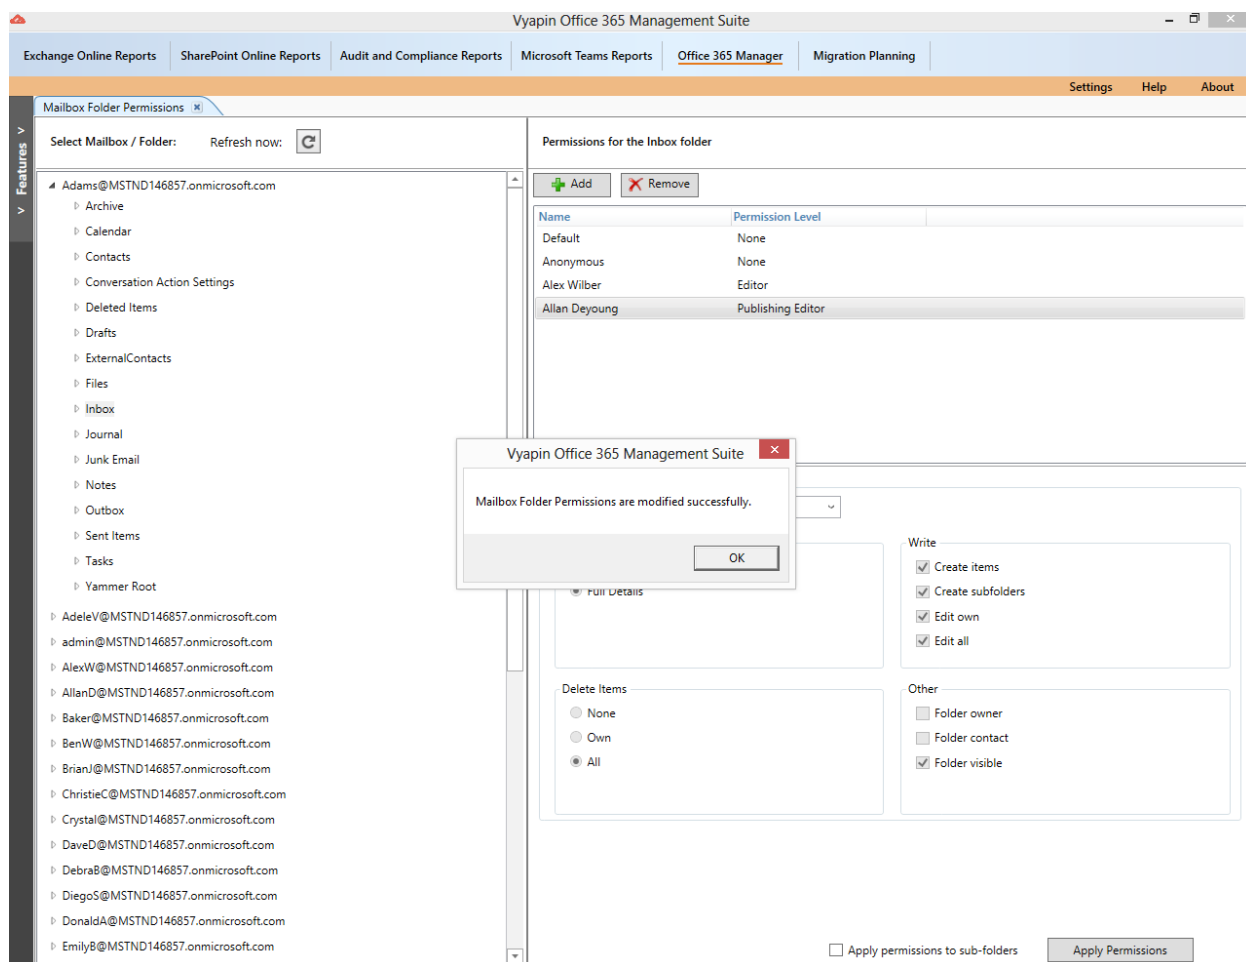 Vyapin Office 365 Management Suite
Exchange Online Reports SharePoint Online Reports Audit and Compliance Reports Microsoft Teams Reports Office 365 Manager Migration Planning
Settings Help About
Features
Mailbox Folder Permissions
Select Mailbox / Folder: Refresh now:
Adams@MSTND146857.onmicrosoft.com
Archive
Calendar
Contacts
Conversation Action Settings
Deleted Items
Drafts
ExternalContacts
Files
Inbox
Journal
Junk Email
Notes
Outbox
Sent Items
Tasks
Yammer Root
AdeleV@MSTND146857.onmicrosoft.com
admin@MSTND146857.onmicrosoft.com
AlexW@MSTND146857.onmicrosoft.com
AllanD@MSTND146857.onmicrosoft.com
Baker@MSTND146857.onmicrosoft.com
BenW@MSTND146857.onmicrosoft.com
BrianJ@MSTND146857.onmicrosoft.com
ChristieC@MSTND146857.onmicrosoft.com
Crystal@MSTND146857.onmicrosoft.com
DaveD@MSTND146857.onmicrosoft.com
DebraB@MSTND146857.onmicrosoft.com
DiegoS@MSTND146857.onmicrosoft.com
DonaldA@MSTND146857.onmicrosoft.com
EmilyB@MSTND146857.onmicrosoft.com
Permissions for the Inbox folder
Add Remove
Name Permission Level
Default None
Anonymous None
Alex Wilber Editor
Allan Deyoung Publishing Editor
Vyapin Office 365 Management Suite
Mailbox Folder Permissions are modified successfully.
OK
Full Details
Write
Create items
Create subfolders
Edit own
Edit all
Delete Items
None
Own
All
Other
Folder owner
Folder contact
Folder visible
Apply permissions to sub-folders Apply Permissions